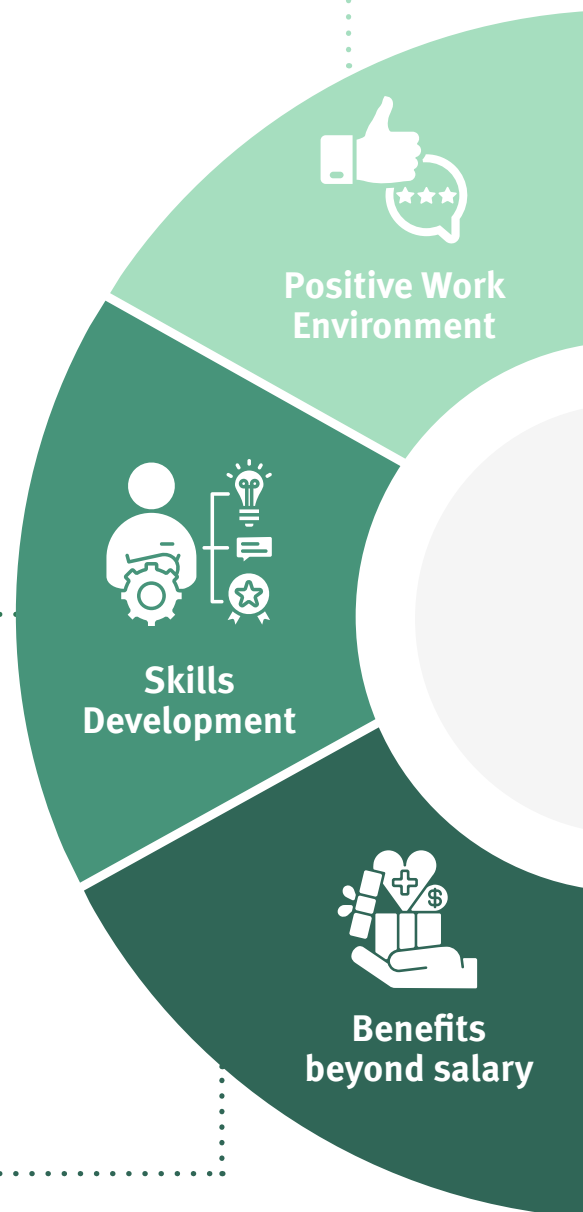 Positive Work
Environment
Skills
Development
$
Benefits
beyond salary